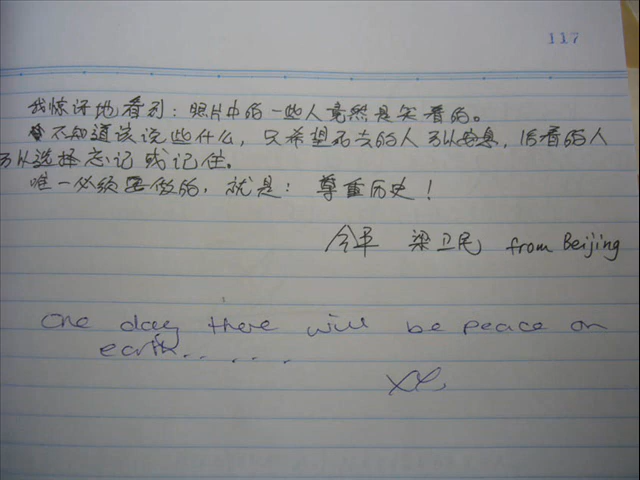 117
我惊讶地看到：照片中的一些人竟然是笑着的。
不知道该说些什么，只希望死去的人可以安息，活着的人
可以选择忘记或记住。
唯一必须要做的，就是：尊重历史！
梁卫民 from Beijing
One day there will be peace on
earth......